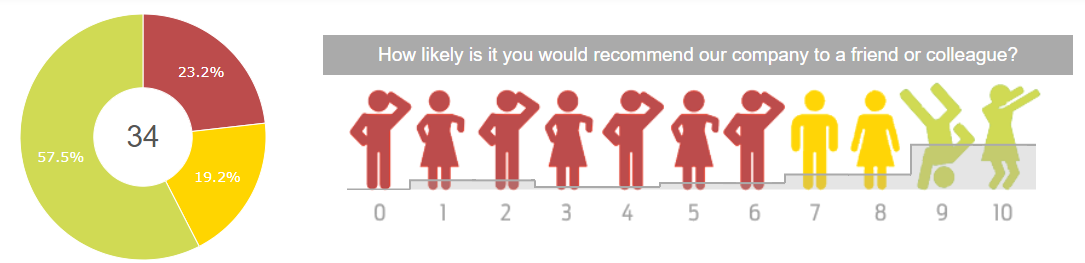 23.2%
34
57.5%
19.2%
How likely is it you would recommend our company to a friend or colleague?
0 1 2 3 4 5 6 7 8 9 10